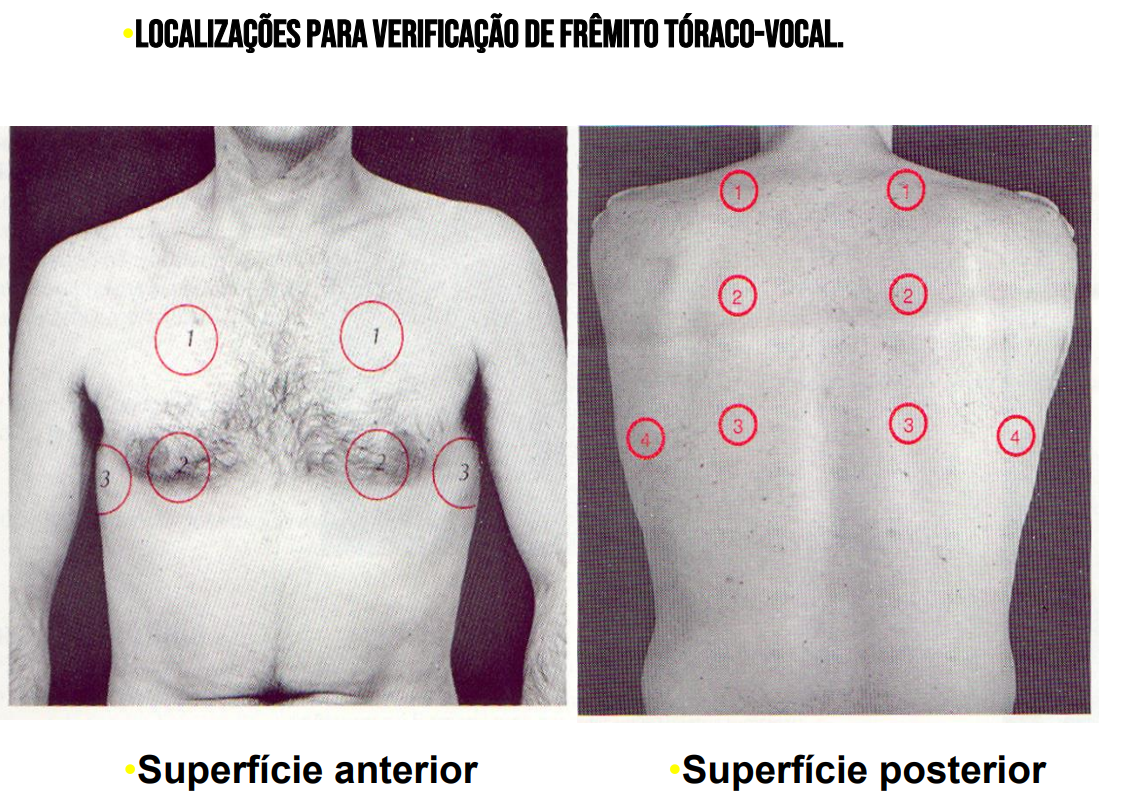 •LOCALIZAÇÕES PARA VERIFICAÇÃO DE FRÊMITO TÓRACO-VOCAL.
1 1
2 2
3 3
1 1
2 2
3 3
4 4
•Superfície anterior
•Superfície posterior